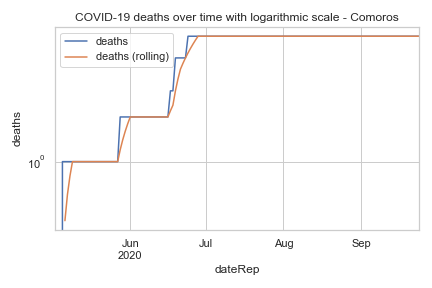 COVID-19 deaths over time with logarithmic scale - Comoros
deaths
deaths (rolling)
deaths
10⁰
Jun
2020
Jul
Aug
Sep
dateRep